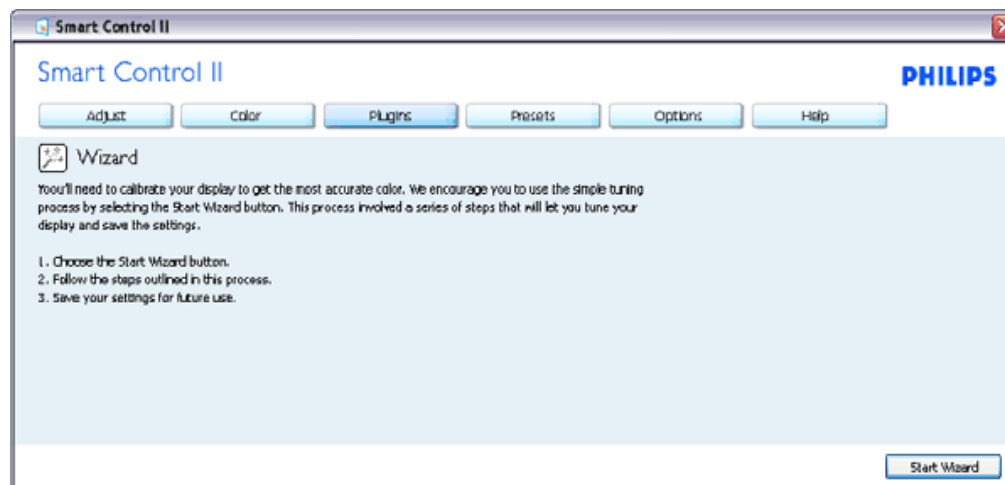 Smart Control II
Smart Control II
PHILIPS
Adjust Color Plugins Presets Options Help
Wizard
Yoou'll need to calibrate your display to get the most accurate color. We encourage you to use the simple tuning
process by selecting the Start Wizard button. This process involved a series of steps that will let you tune your
display and save the settings.
1. Choose the Start Wizard button.
2. Follow the steps outlined in this process.
3. Save your settings for future use.
Start Wizard